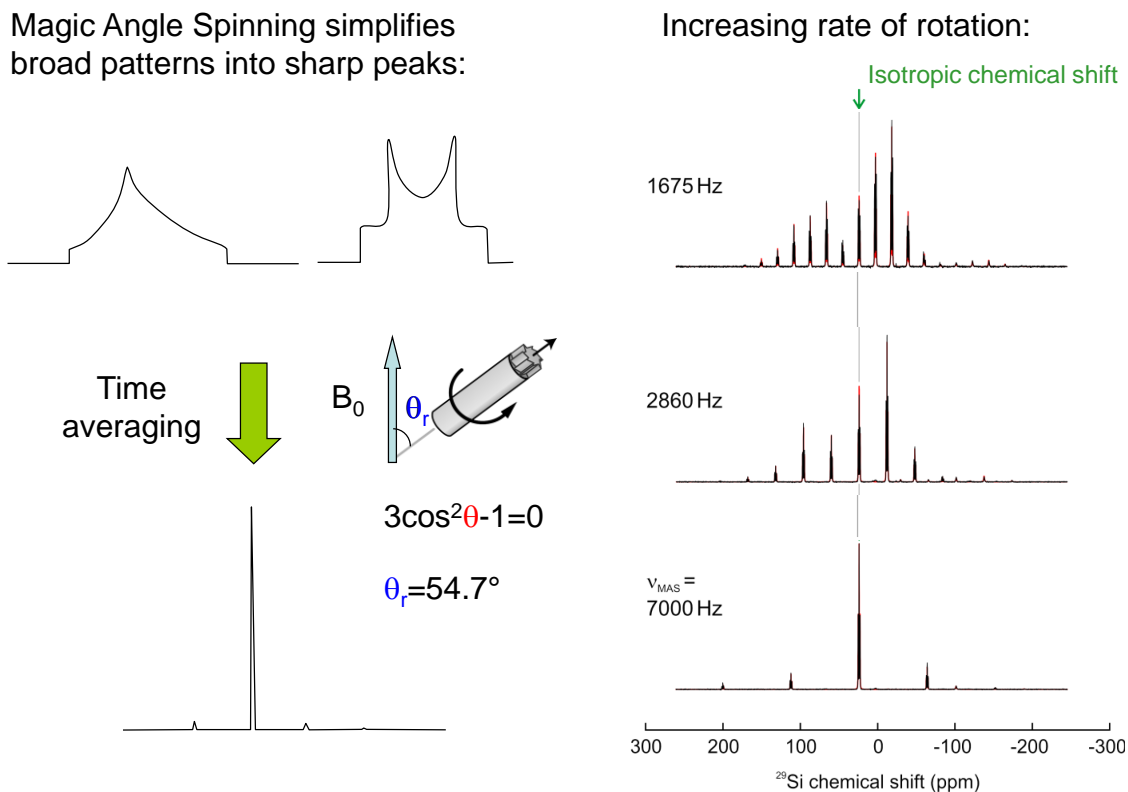 Magic Angle Spinning simplifies
broad patterns into sharp peaks:
Time
averaging
B₀
θᵣ
3cos²θ-1=0
θᵣ=54.7°
Increasing rate of rotation:
Isotropic chemical shift
1675 Hz
2860 Hz
ν_MAS =
7000 Hz
300 200 100 0 -100 -200 -300
²⁹Si chemical shift (ppm)